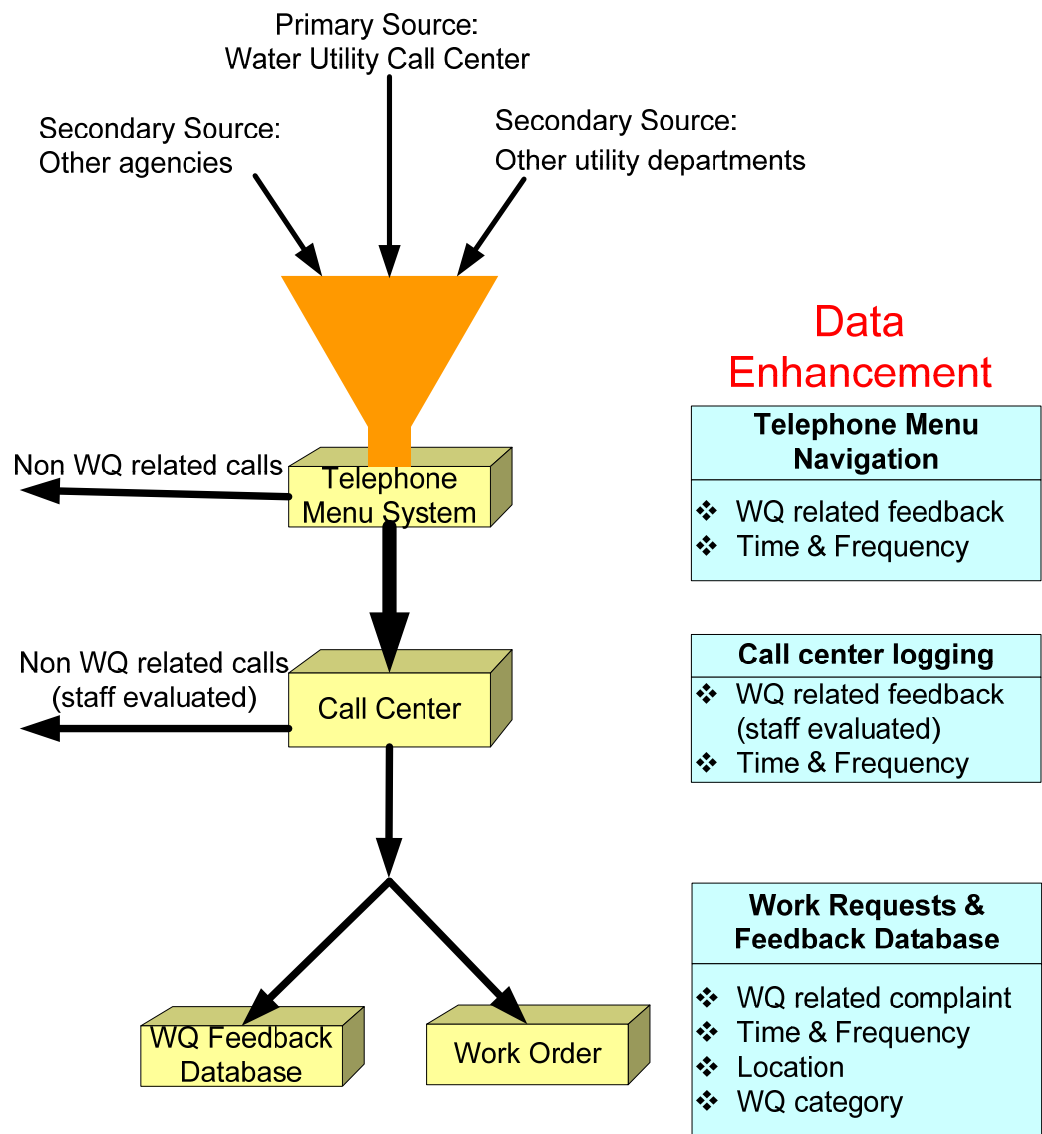 Primary Source:
Water Utility Call Center
Secondary Source:
Other agencies
Secondary Source:
Other utility departments
Data
Enhancement
Telephone Menu
Navigation
❖ WQ related feedback
❖ Time & Frequency
Non WQ related calls
Telephone
Menu System
Call center logging
❖ WQ related feedback
(staff evaluated)
❖ Time & Frequency
Non WQ related calls
(staff evaluated)
Call Center
Work Requests &
Feedback Database
❖ WQ related complaint
❖ Time & Frequency
❖ Location
❖ WQ category
WQ Feedback
Database
Work Order